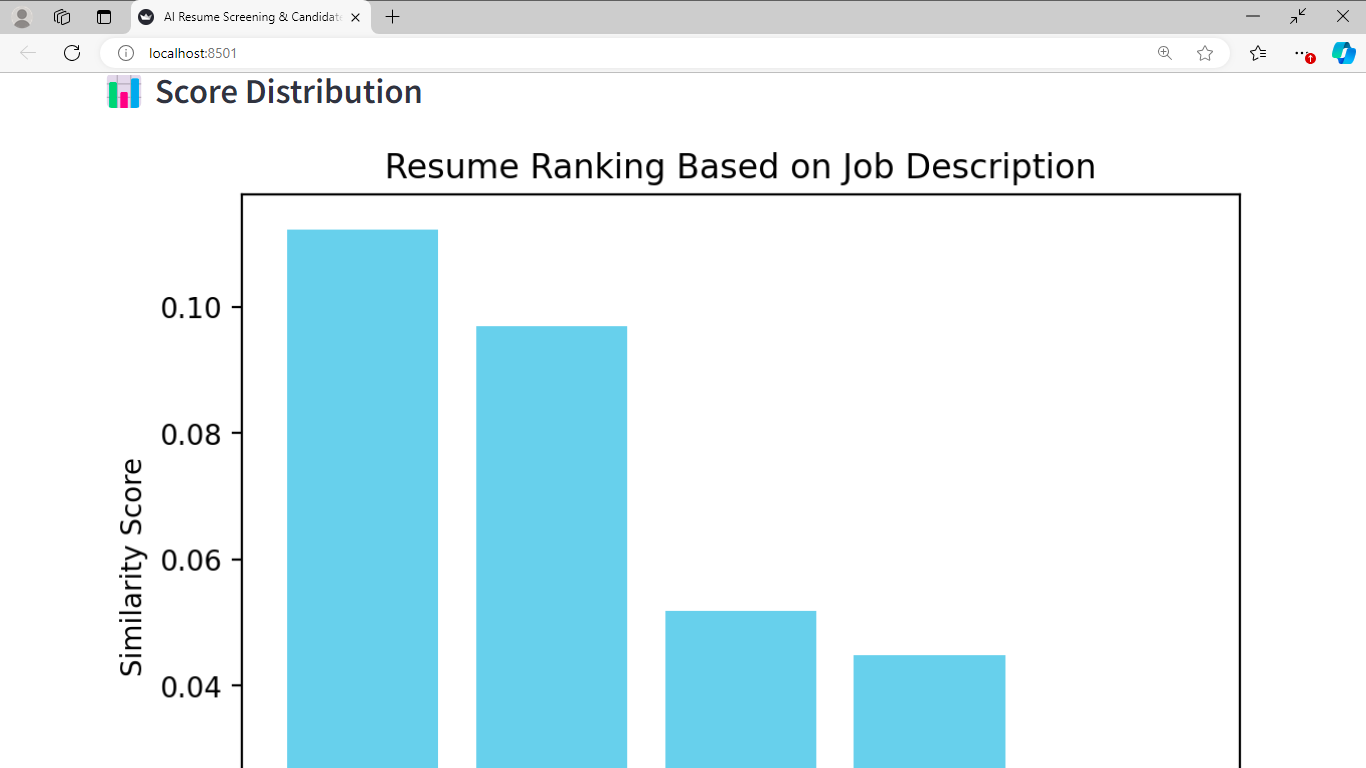 AI Resume Screening & Candidat
localhost:8501
Score Distribution
Resume Ranking Based on Job Description
0.10
0.08
0.06
0.04
Similarity Score